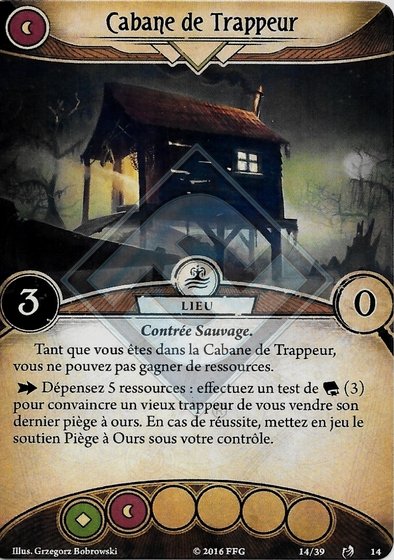 Cabane de Trappeur
3
LIEU
0
Contrée Sauvage.
Tant que vous êtes dans la Cabane de Trappeur,
vous ne pouvez pas gagner de ressources.
Dépensez 5 ressources : effectuez un test de (3)
pour convaincre un vieux trappeur de vous vendre son
dernier piège à ours. En cas de réussite, mettez en jeu le
soutien Piège à Ours sous votre contrôle.
Illus. Grzegorz Bobrowski © 2016 FFG 14/39 14